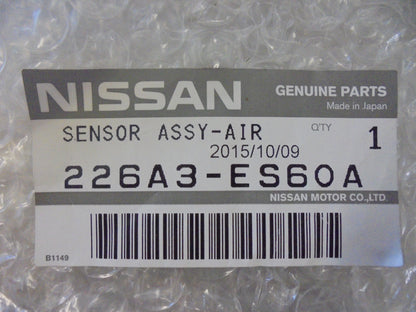 NISSAN
GENUINE PARTS
Made in Japan
SENSOR ASSY-AIR
Q'TY 1
2015/10/09
226A3-ES60A
NISSAN MOTOR CO.,LTD.
B1149